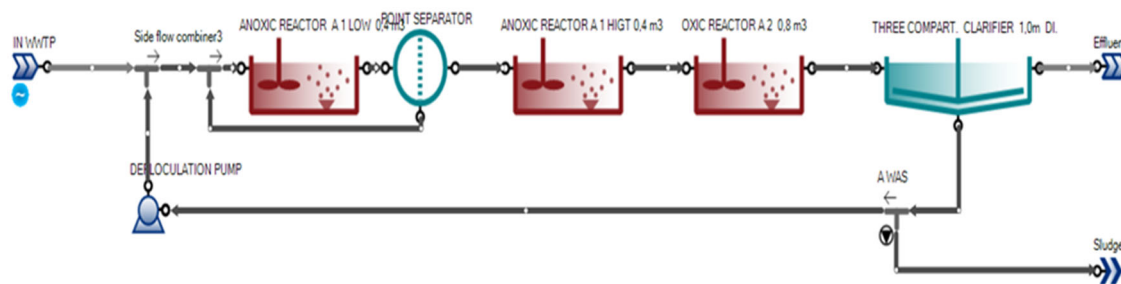 IN WWTP
Side flow combiner3
ANOXIC REACTOR A 1 LOW 0,4 m3
POINT SEPARATOR
ANOXIC REACTOR A 1 HIGT 0,4 m3
OXIC REACTOR A 2 0,8 m3
THREE COMPART. CLARIFIER 1,0m DI.
Effluent
DEFLOCULATION PUMP
A WAS
Sludge